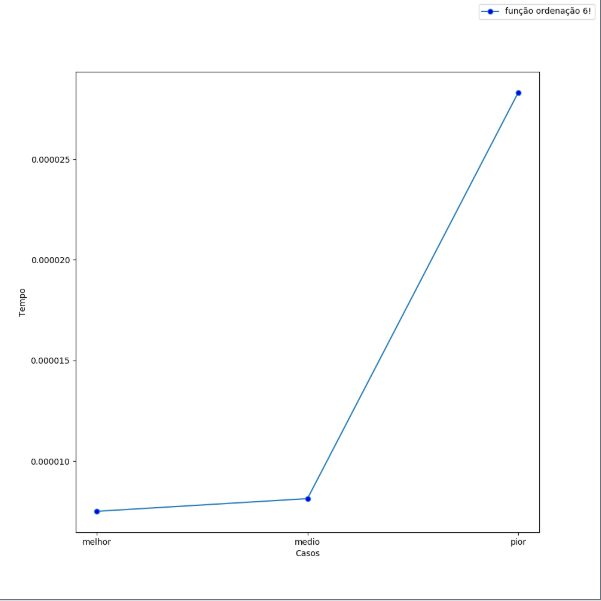 função ordenação 6!
0.000025
0.000020
0.000015
0.000010
Tempo
melhor medio pior
Casos